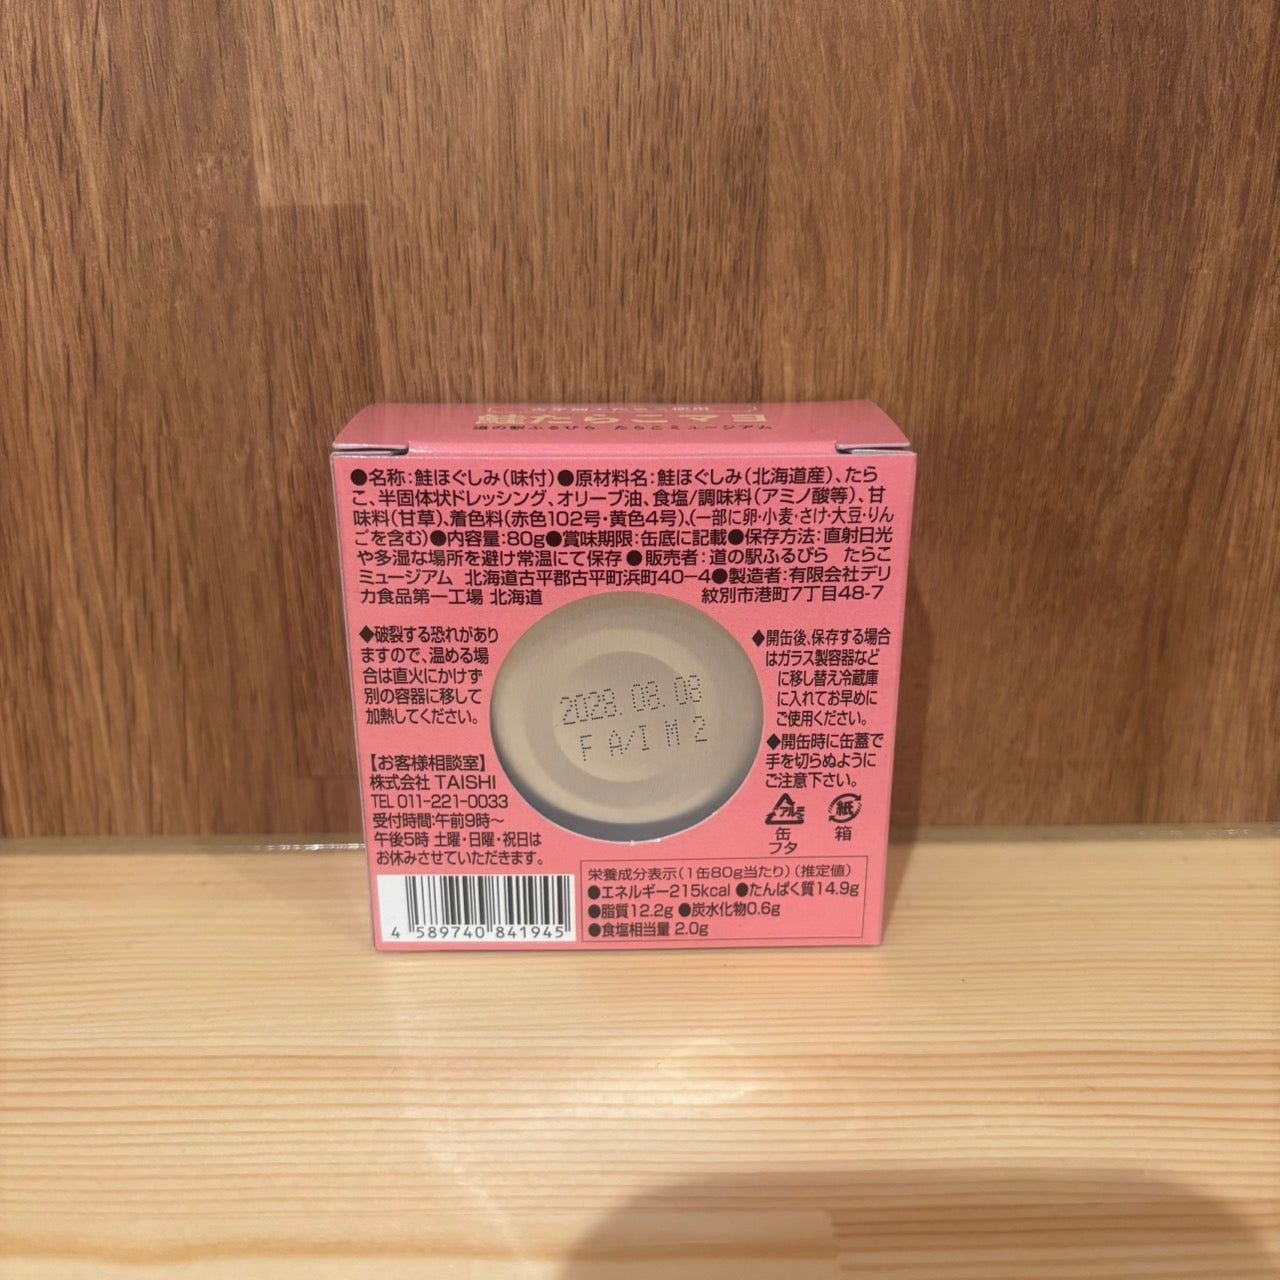 鮭たらこマヨ
道の駅ふるびら たらこミュージアム
●名称:鮭ほぐしみ(味付)●原材料名:鮭ほぐしみ(北海道産)、たら
こ、半固体状ドレッシング、オリーブ油、食塩/調味料(アミノ酸等)、甘
味料(甘草)、着色料(赤色102号・黄色4号)、(一部に卵・小麦・さけ・大豆・りん
ごを含む)●内容量:80g●賞味期限:缶底に記載●保存方法:直射日光
や多湿な場所を避け常温にて保存●販売者:道の駅ふるびら たらこ
ミュージアム 北海道古平郡古平町浜町40-4●製造者:有限会社デリ
カ食品第一工場 北海道 紋別市港町7丁目48-7
◆破裂する恐れがあり
ますので、温める場
合は直火にかけず
別の容器に移して
加熱してください。
【お客様相談室】
株式会社 TAISHI
TEL 011-221-0033
受付時間:午前9時〜
午後5時 土曜・日曜・祝日は
お休みさせていただきます。
2028.08.08
F A/I M 2
◆開缶後、保存する場合
はガラス製容器など
に移し替え冷蔵庫
に入れてお早めに
ご使用ください。
◆開缶時に缶蓋で
手を切らぬように
ご注意下さい。
アルミ
缶
フタ
紙
箱
栄養成分表示(1缶80g当たり)(推定値)
●エネルギー215kcal ●たんぱく質14.9g
●脂質12.2g ●炭水化物0.6g
●食塩相当量 2.0g
4 589740 841945